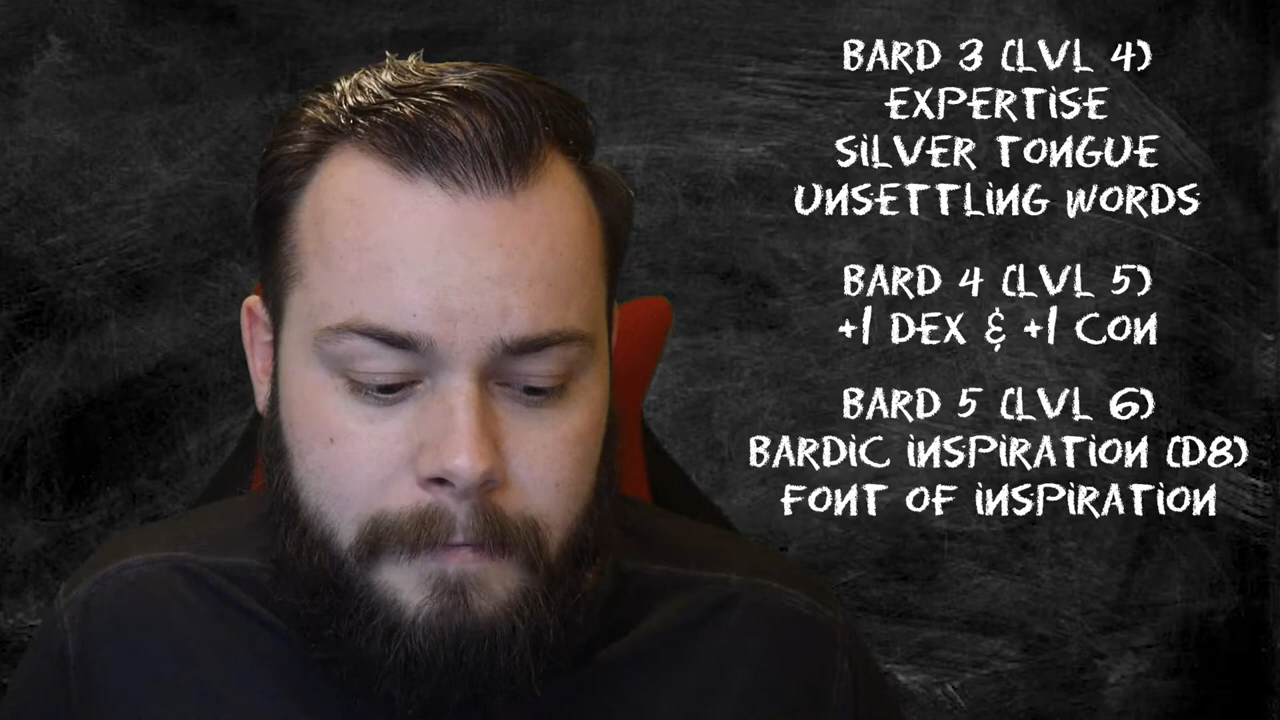 BARD 3 (LVL 4)
EXPERTISE
SILVER TONGUE
UNSETTLING WORDS
BARD 4 (LVL 5)
+1 DEX & +1 CON
BARD 5 (LVL 6)
BARDIC INSPIRATION (D8)
FONT OF INSPIRATION